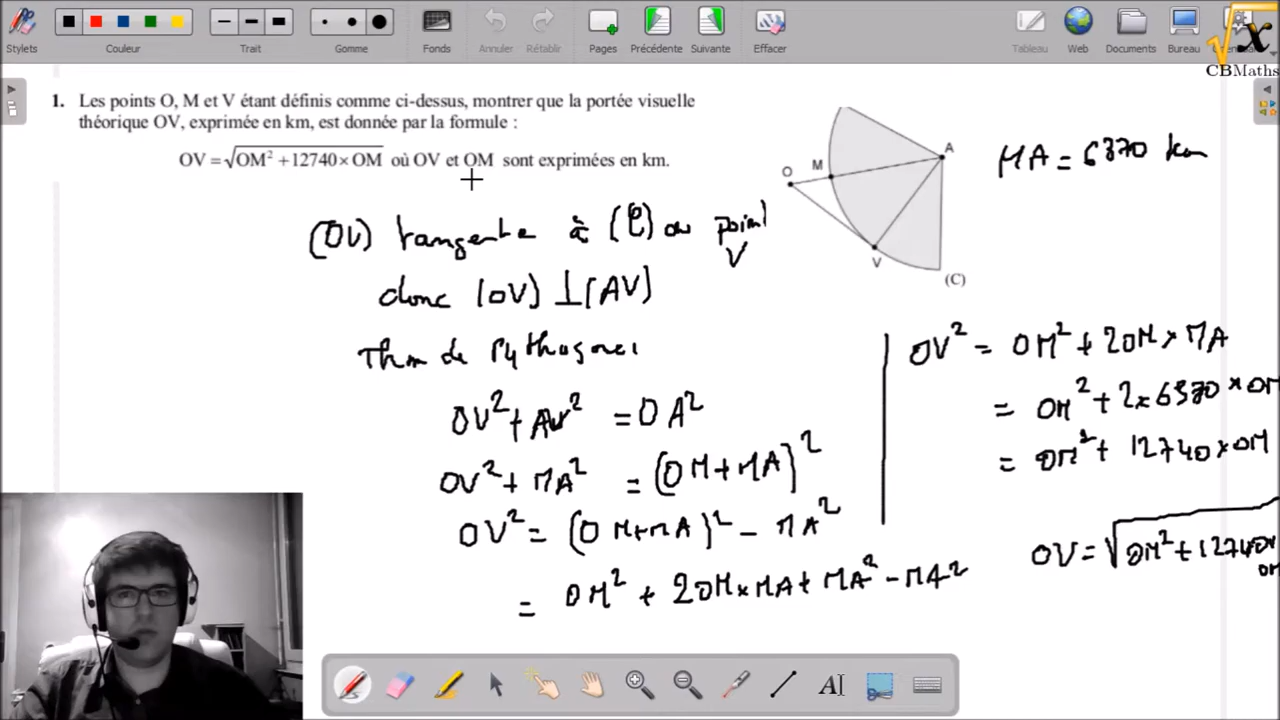 Stylets Couleur Trait Gomme Fonds Annuler Rétablir Pages Précédente Suivante Effacer Tableau Web Documents Bureau
√x
CBMaths
1. Les points O, M et V étant définis comme ci-dessus, montrer que la portée visuelle
théorique OV, exprimée en km, est donnée par la formule :
OV = √OM² + 12740 × OM où OV et OM sont exprimées en km.
O M A V (C)
MA = 6370 km
(OV) tangente à (C) au point
V
donc (OV) ⊥ (AV)
Thm de Pythagore
OV² + AV² = OA²
OV² + MA² = (OM + MA)²
OV² = (OM+MA)² - MA²
= OM² + 2OM × MA + MA² - MA²
OV² = OM² + 2OM × MA
= OM² + 2×6370 × OM
= OM² + 12740 × OM
OV = √OM² + 12740
OM
AI